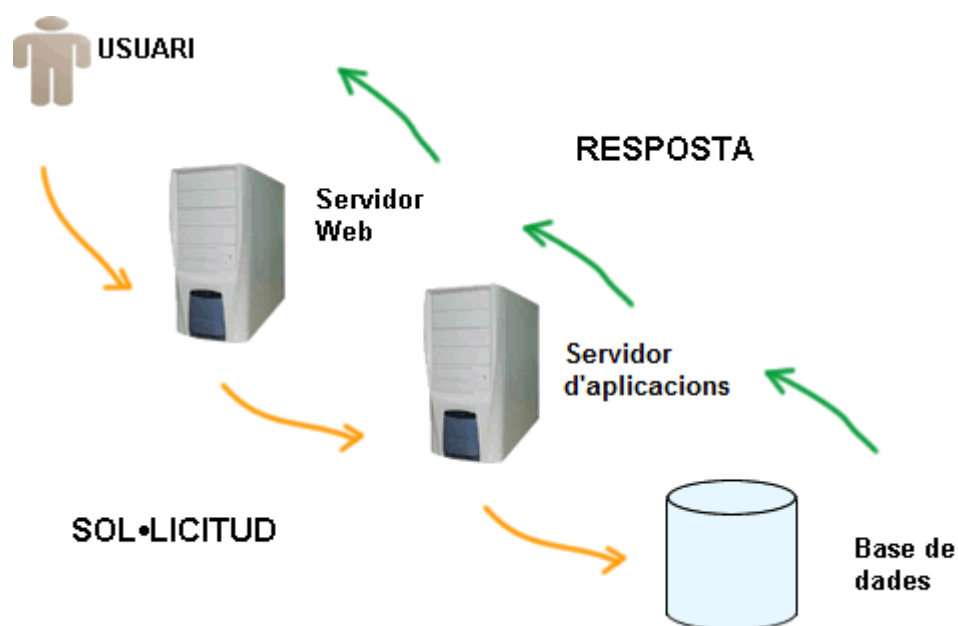 USUARI
RESPOSTA
Servidor
Web
Servidor
d'aplicacions
SOL•LICITUD
Base de
dades